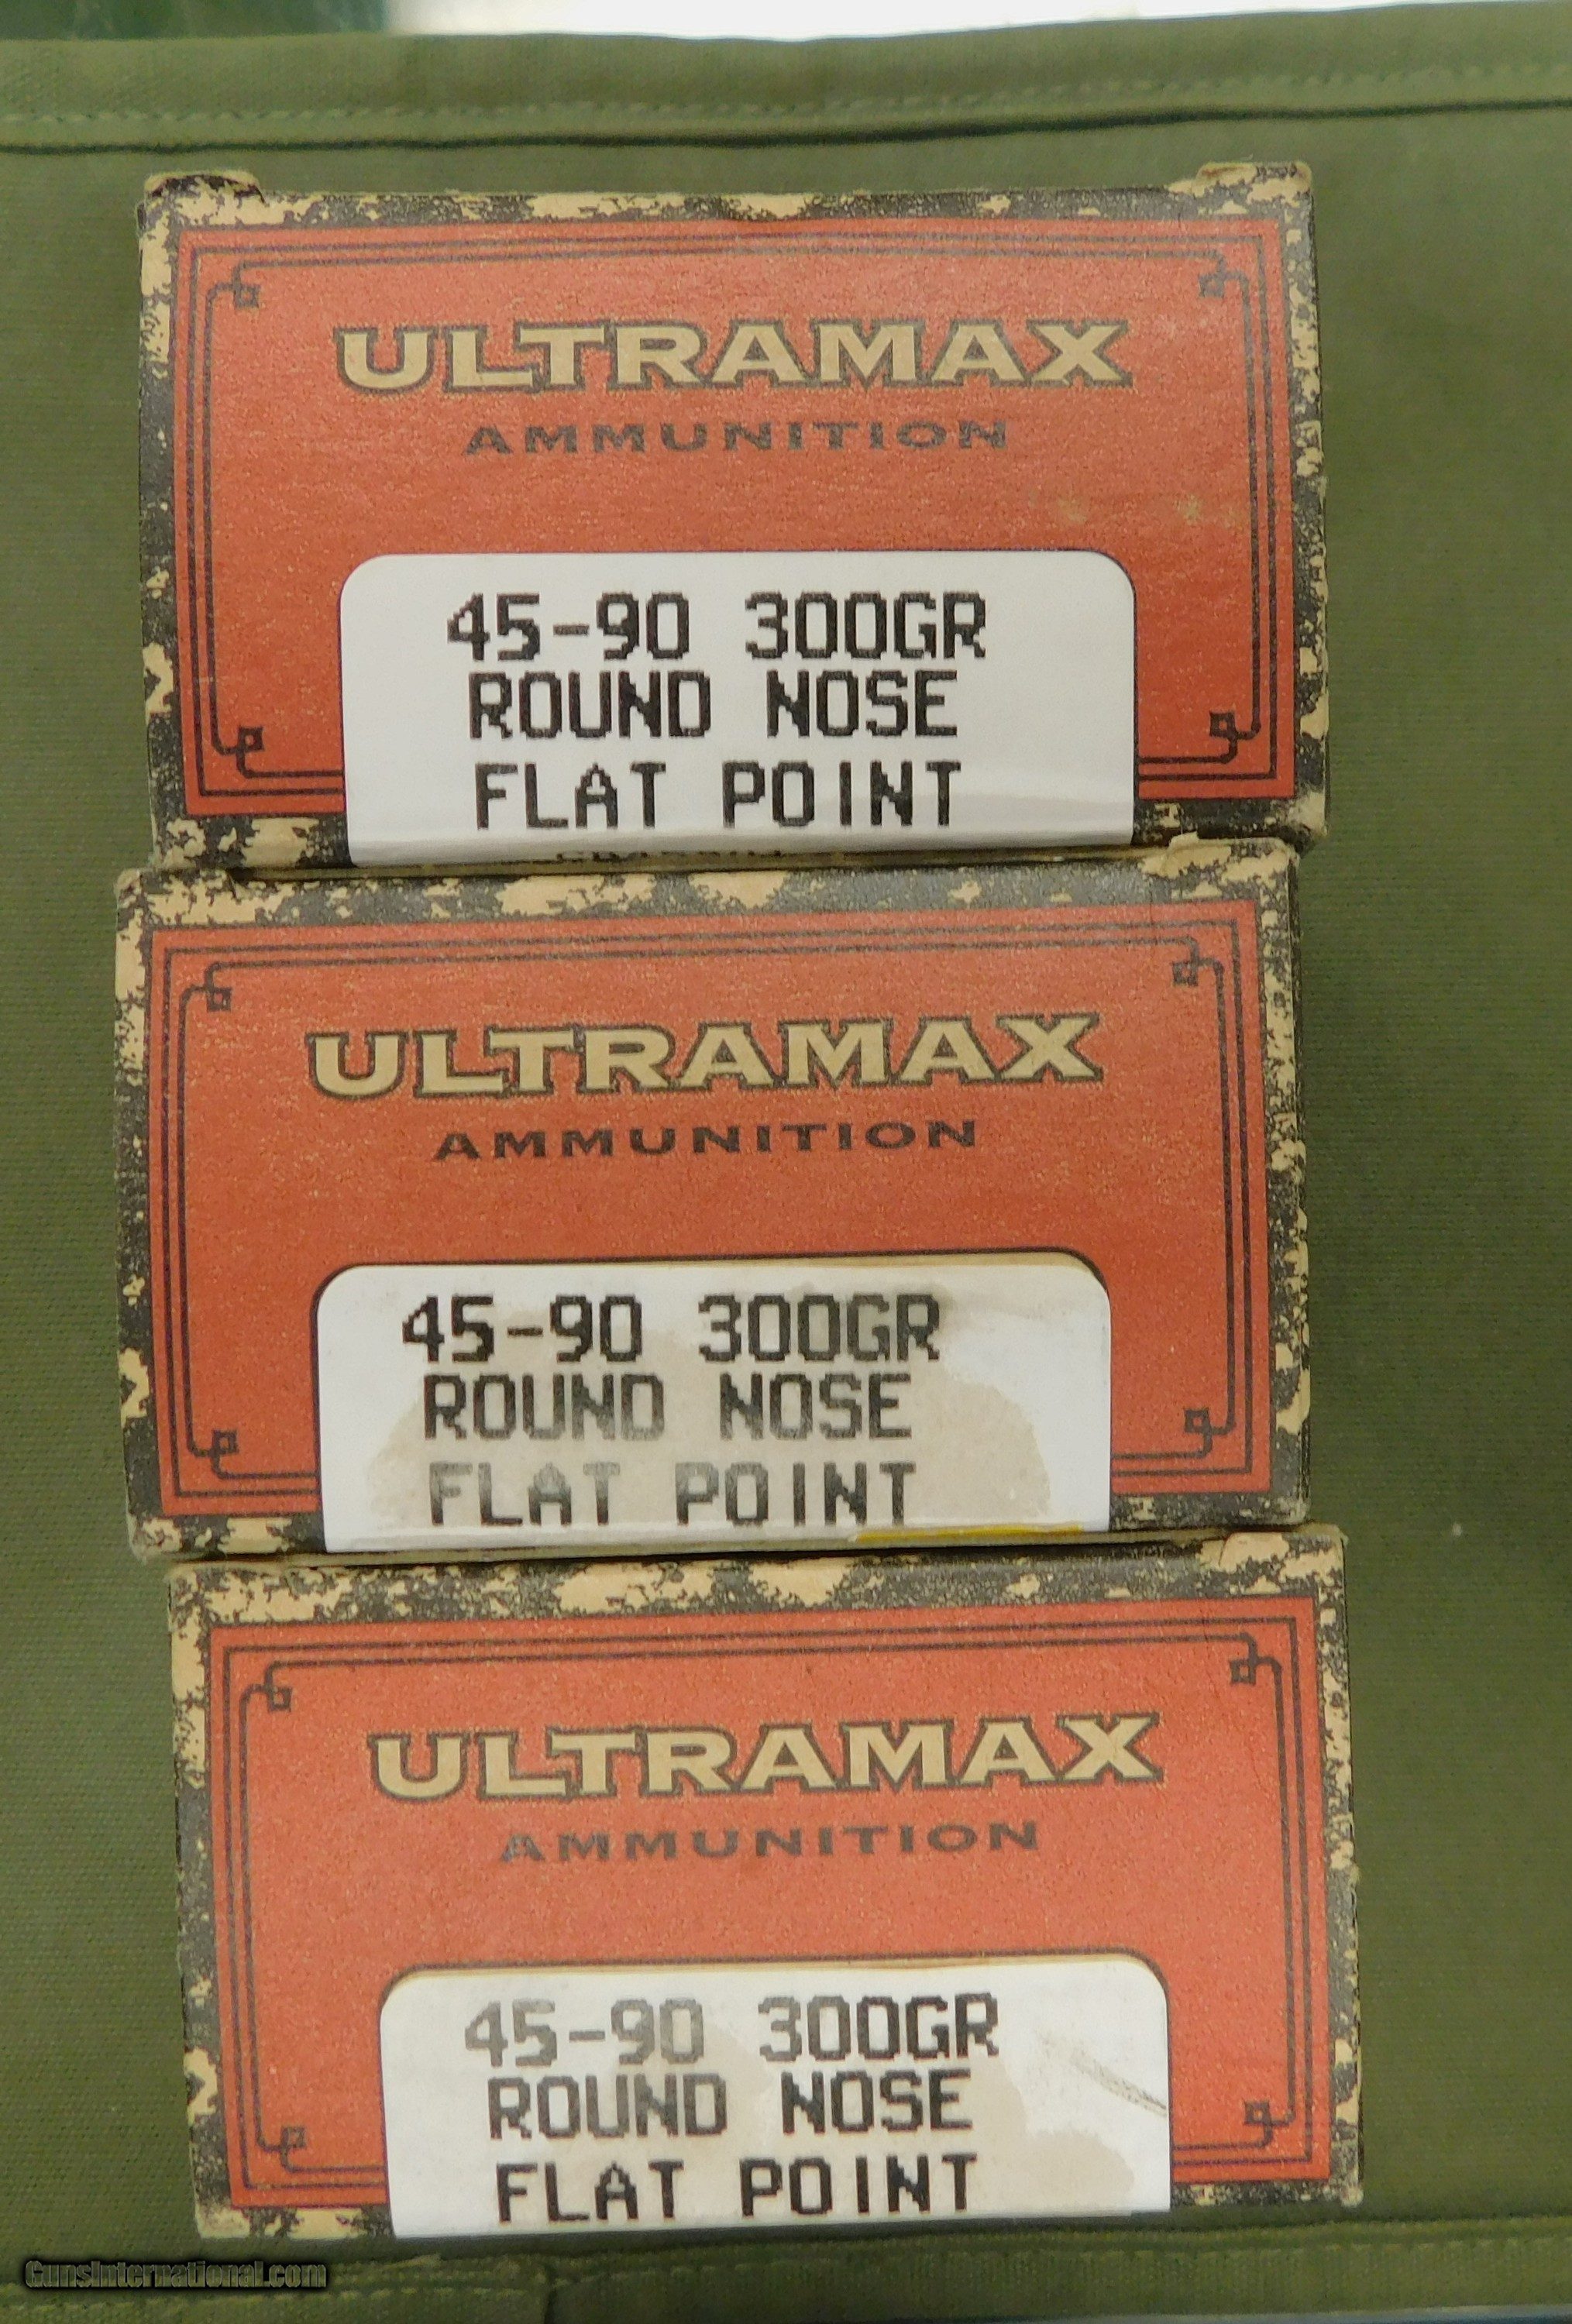 ULTRAMAX
AMMUNITION
45-90 300GR
ROUND NOSE
FLAT POINT
ULTRAMAX
AMMUNITION
45-90 300GR
ROUND NOSE
FLAT POINT
ULTRAMAX
AMMUNITION
45-90 300GR
ROUND NOSE
FLAT POINT
GunsInternational.com